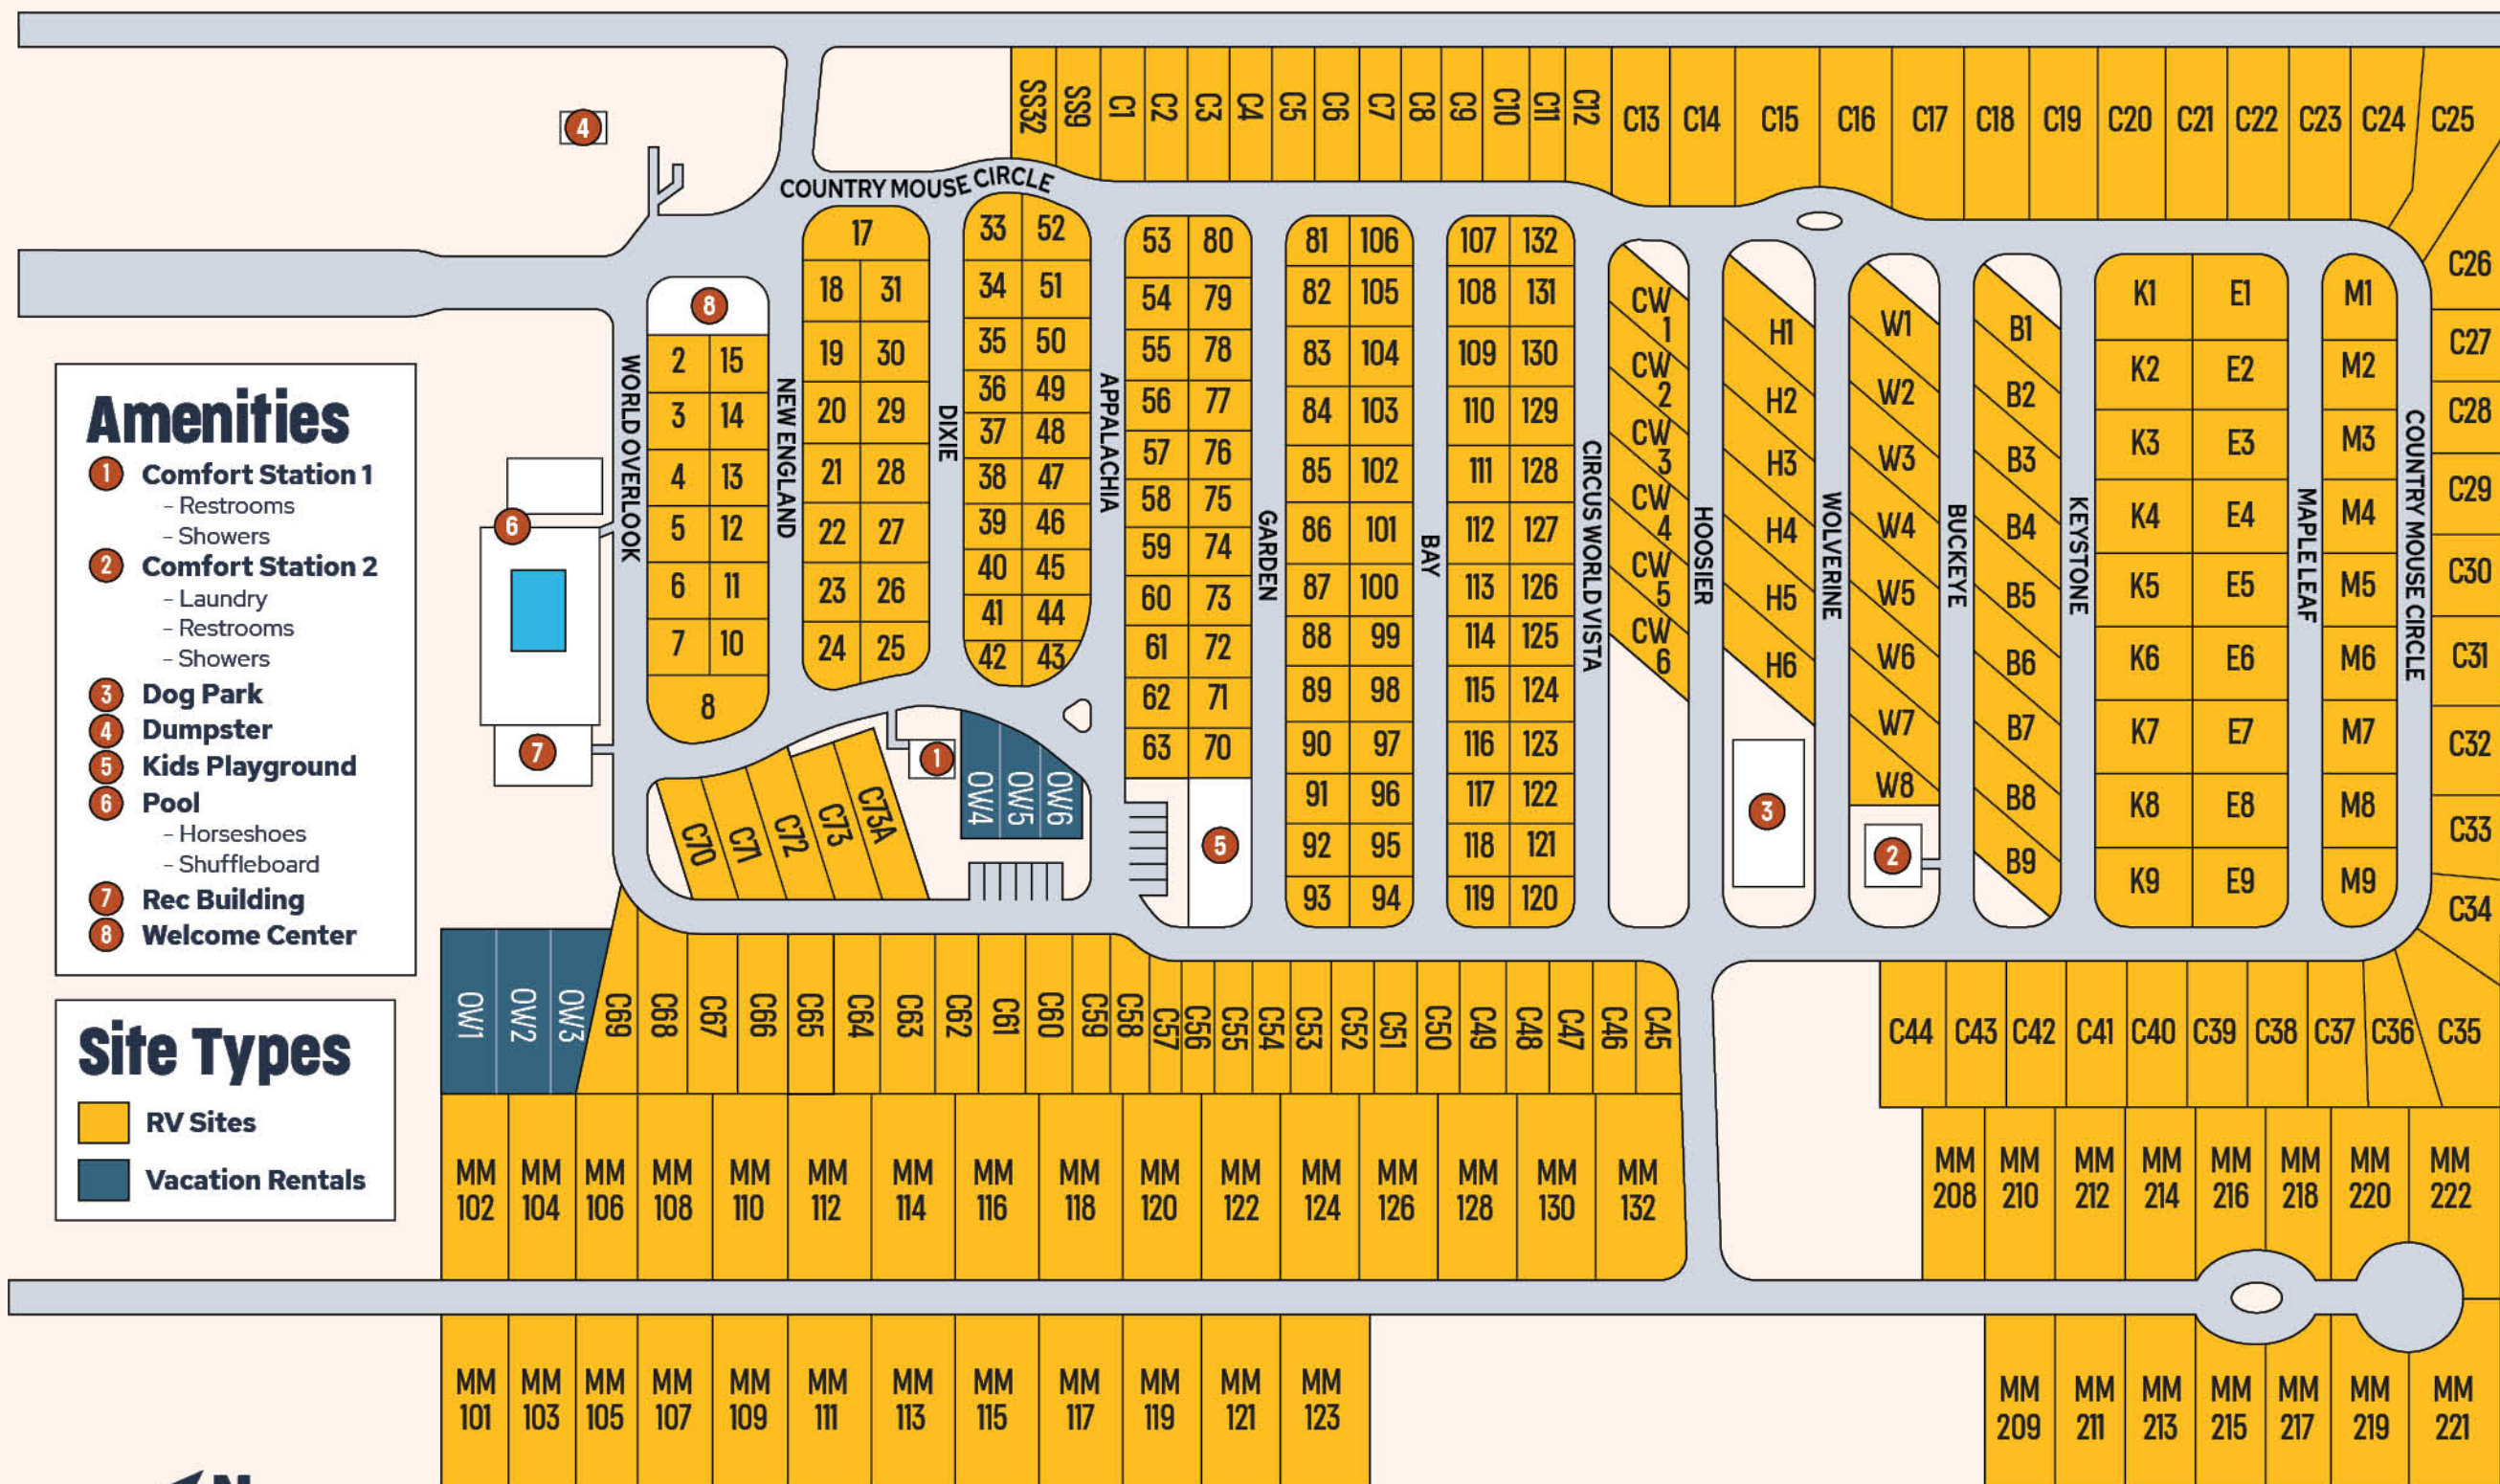 SS32 SS9 C1 C2 C3 C4 C5 C6 C7 C8 C9 C10 C11 C12 C13 C14 C15 C16 C17 C18 C19 C20 C21 C22 C23 C24 C25
4
COUNTRY MOUSE CIRCLE
C26
C27
C28
C29
C30
C31
C32
C33
C34
COUNTRY MOUSE CIRCLE
WORLD OVERLOOK
8
2 15
3 14
4 13
5 12
6 11
7 10
8
NEW ENGLAND
17
18 31
19 30
20 29
21 28
22 27
23 26
24 25
DIXIE
33 52
34 51
35 50
36 49
37 48
38 47
39 46
40 45
41 44
42 43
APPALACHIA
53 80
54 79
55 78
56 77
57 76
58 75
59 74
60 73
61 72
62 71
63 70
5
GARDEN
81 106
82 105
83 104
84 103
85 102
86 101
87 100
88 99
89 98
90 97
91 96
92 95
93 94
BAY
107 132
108 131
109 130
110 129
111 128
112 127
113 126
114 125
115 124
116 123
117 122
118 121
119 120
CIRCUS WORLD VISTA
CW
1
CW
2
CW
3
CW
4
CW
5
CW
6
HOOSIER
H1
H2
H3
H4
H5
H6
3
WOLVERINE
W1
W2
W3
W4
W5
W6
W7
W8
2
BUCKEYE
B1
B2
B3
B4
B5
B6
B7
B8
B9
KEYSTONE
K1 E1
K2 E2
K3 E3
K4 E4
K5 E5
K6 E6
K7 E7
K8 E8
K9 E9
MAPLE LEAF
M1
M2
M3
M4
M5
M6
M7
M8
M9
6
7
1
C70 C71 C72 C73 C73A
OW4 OW5 OW6
Amenities
1 Comfort Station 1
- Restrooms
- Showers
2 Comfort Station 2
- Laundry
- Restrooms
- Showers
3 Dog Park
4 Dumpster
5 Kids Playground
6 Pool
- Horseshoes
- Shuffleboard
7 Rec Building
8 Welcome Center
Site Types
RV Sites
Vacation Rentals
OW1 OW2 OW3 C69 C68 C67 C66 C65 C64 C63 C62 C61 C60 C59 C58 C57 C56 C55 C54 C53 C52 C51 C50 C49 C48 C47 C46 C45
C44 C43 C42 C41 C40 C39 C38 C37 C36 C35
MM MM MM MM MM MM MM MM MM MM MM MM MM MM MM MM
102 104 106 108 110 112 114 116 118 120 122 124 126 128 130 132
MM MM MM MM MM MM MM MM
208 210 212 214 216 218 220 222
MM MM MM MM MM MM MM MM MM MM MM MM
101 103 105 107 109 111 113 115 117 119 121 123
MM MM MM MM MM MM MM
209 211 213 215 217 219 221